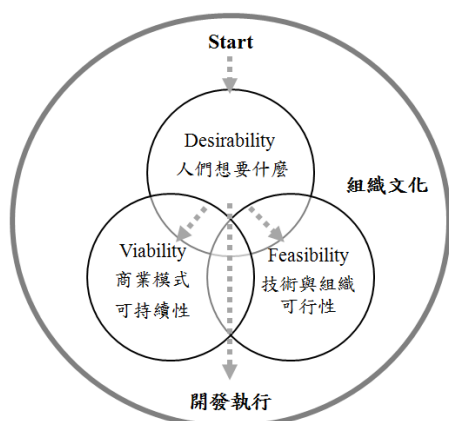 Start
Desirability
人們想要什麼
組織文化
Viability
商業模式
可持續性
Feasibility
技術與組織
可行性
開發執行